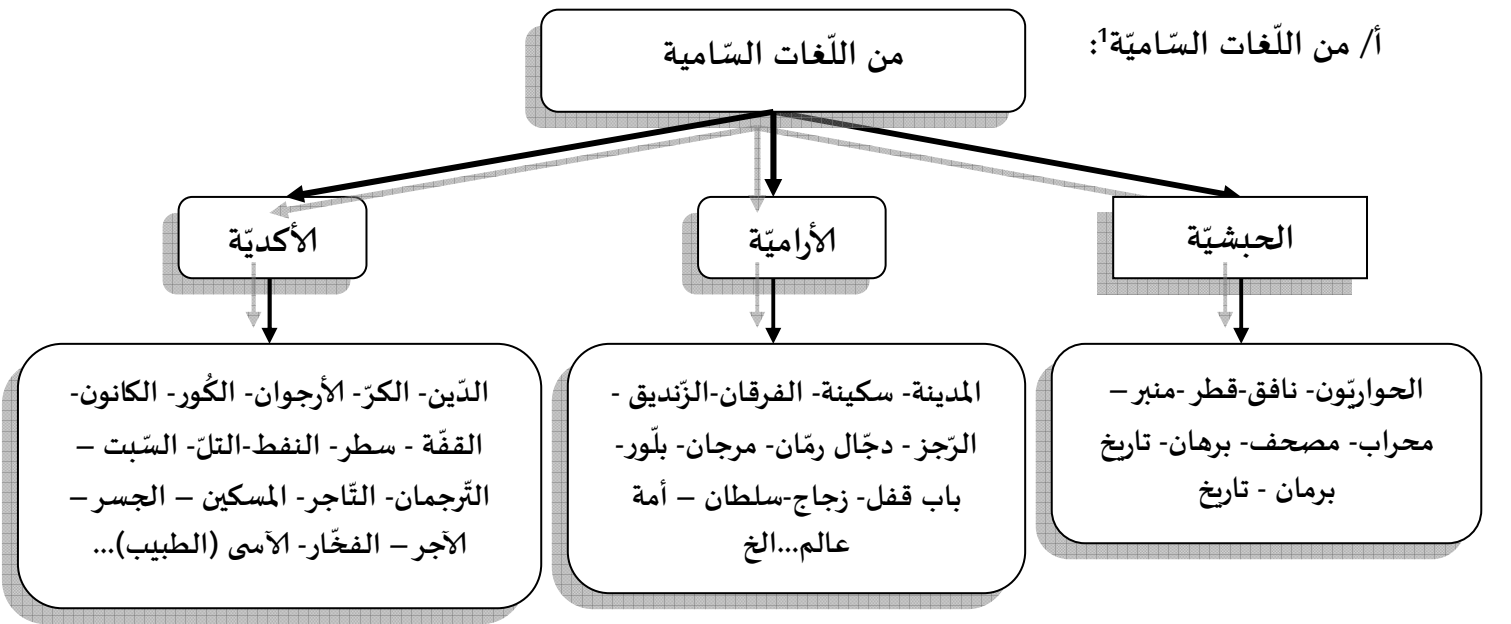 أ/ من اللّغات السّاميّة1:
من اللّغات السّامية
الحبشيّة
الأراميّة
الأكديّة
الحواريّون- نافق-قطر -منبر –
محراب- مصحف- برهان- تاريخ
برمان - تاريخ
المدينة- سكينة- الفرقان-الزّنديق -
الرّجز - دجّال رمّان- مرجان- بلّور-
باب قفل- زجاج-سلطان – أمة
عالم...الخ
الدّين- الكرّ- الأرجوان- الكُور- الكانون-
القفّة - سطر- النفط-التلّ- السّبت –
التّرجمان- التّاجر- المسكين – الجسر –
الآجر – الفخّار- الآسى (الطبيب)...